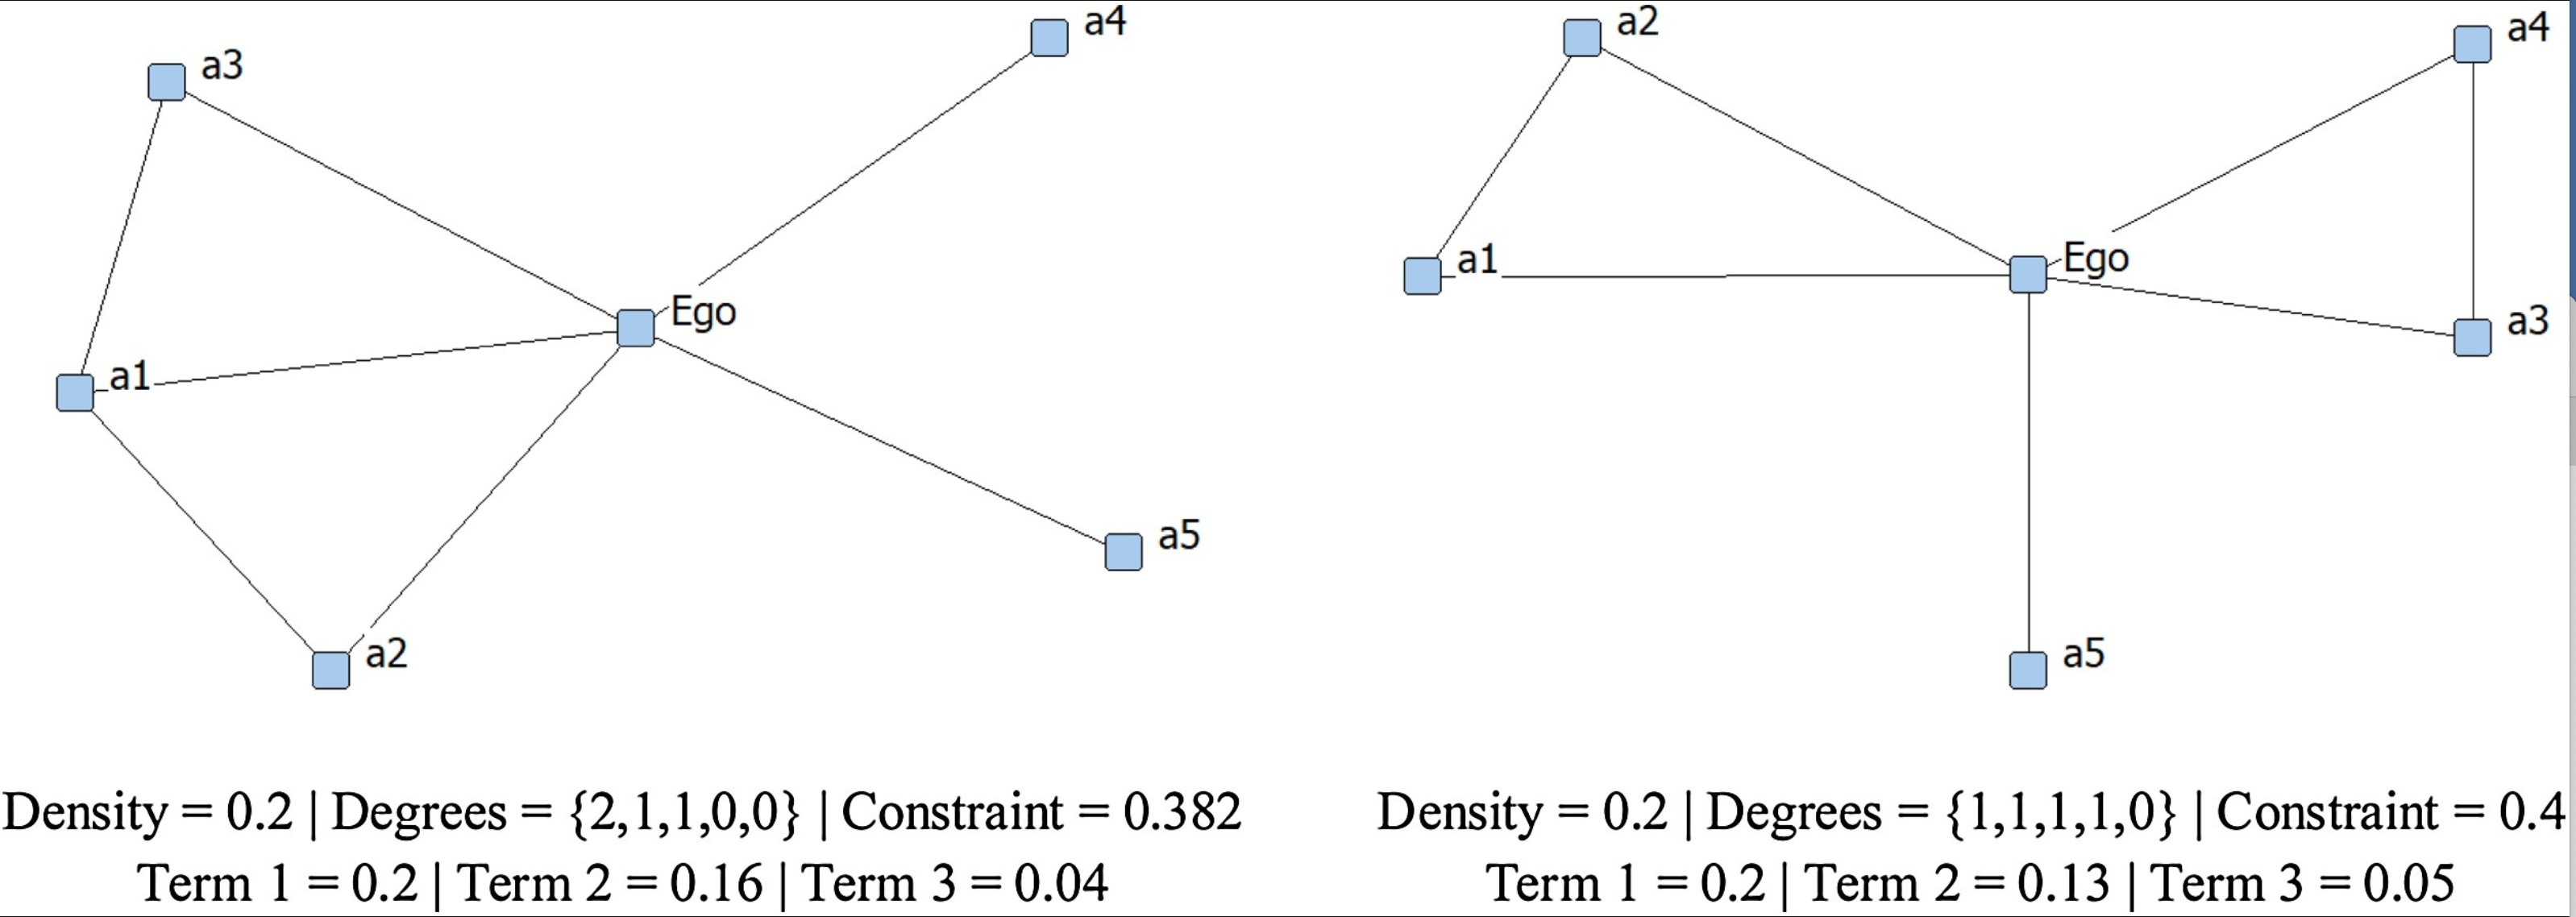 a3
a4
Ego
a1
a2
a5
Density = 0.2 | Degrees = {2,1,1,0,0} | Constraint = 0.382
Term 1 = 0.2 | Term 2 = 0.16 | Term 3 = 0.04
a2
a4
a1
Ego
a3
a5
Density = 0.2 | Degrees = {1,1,1,1,0} | Constraint = 0.4
Term 1 = 0.2 | Term 2 = 0.13 | Term 3 = 0.05